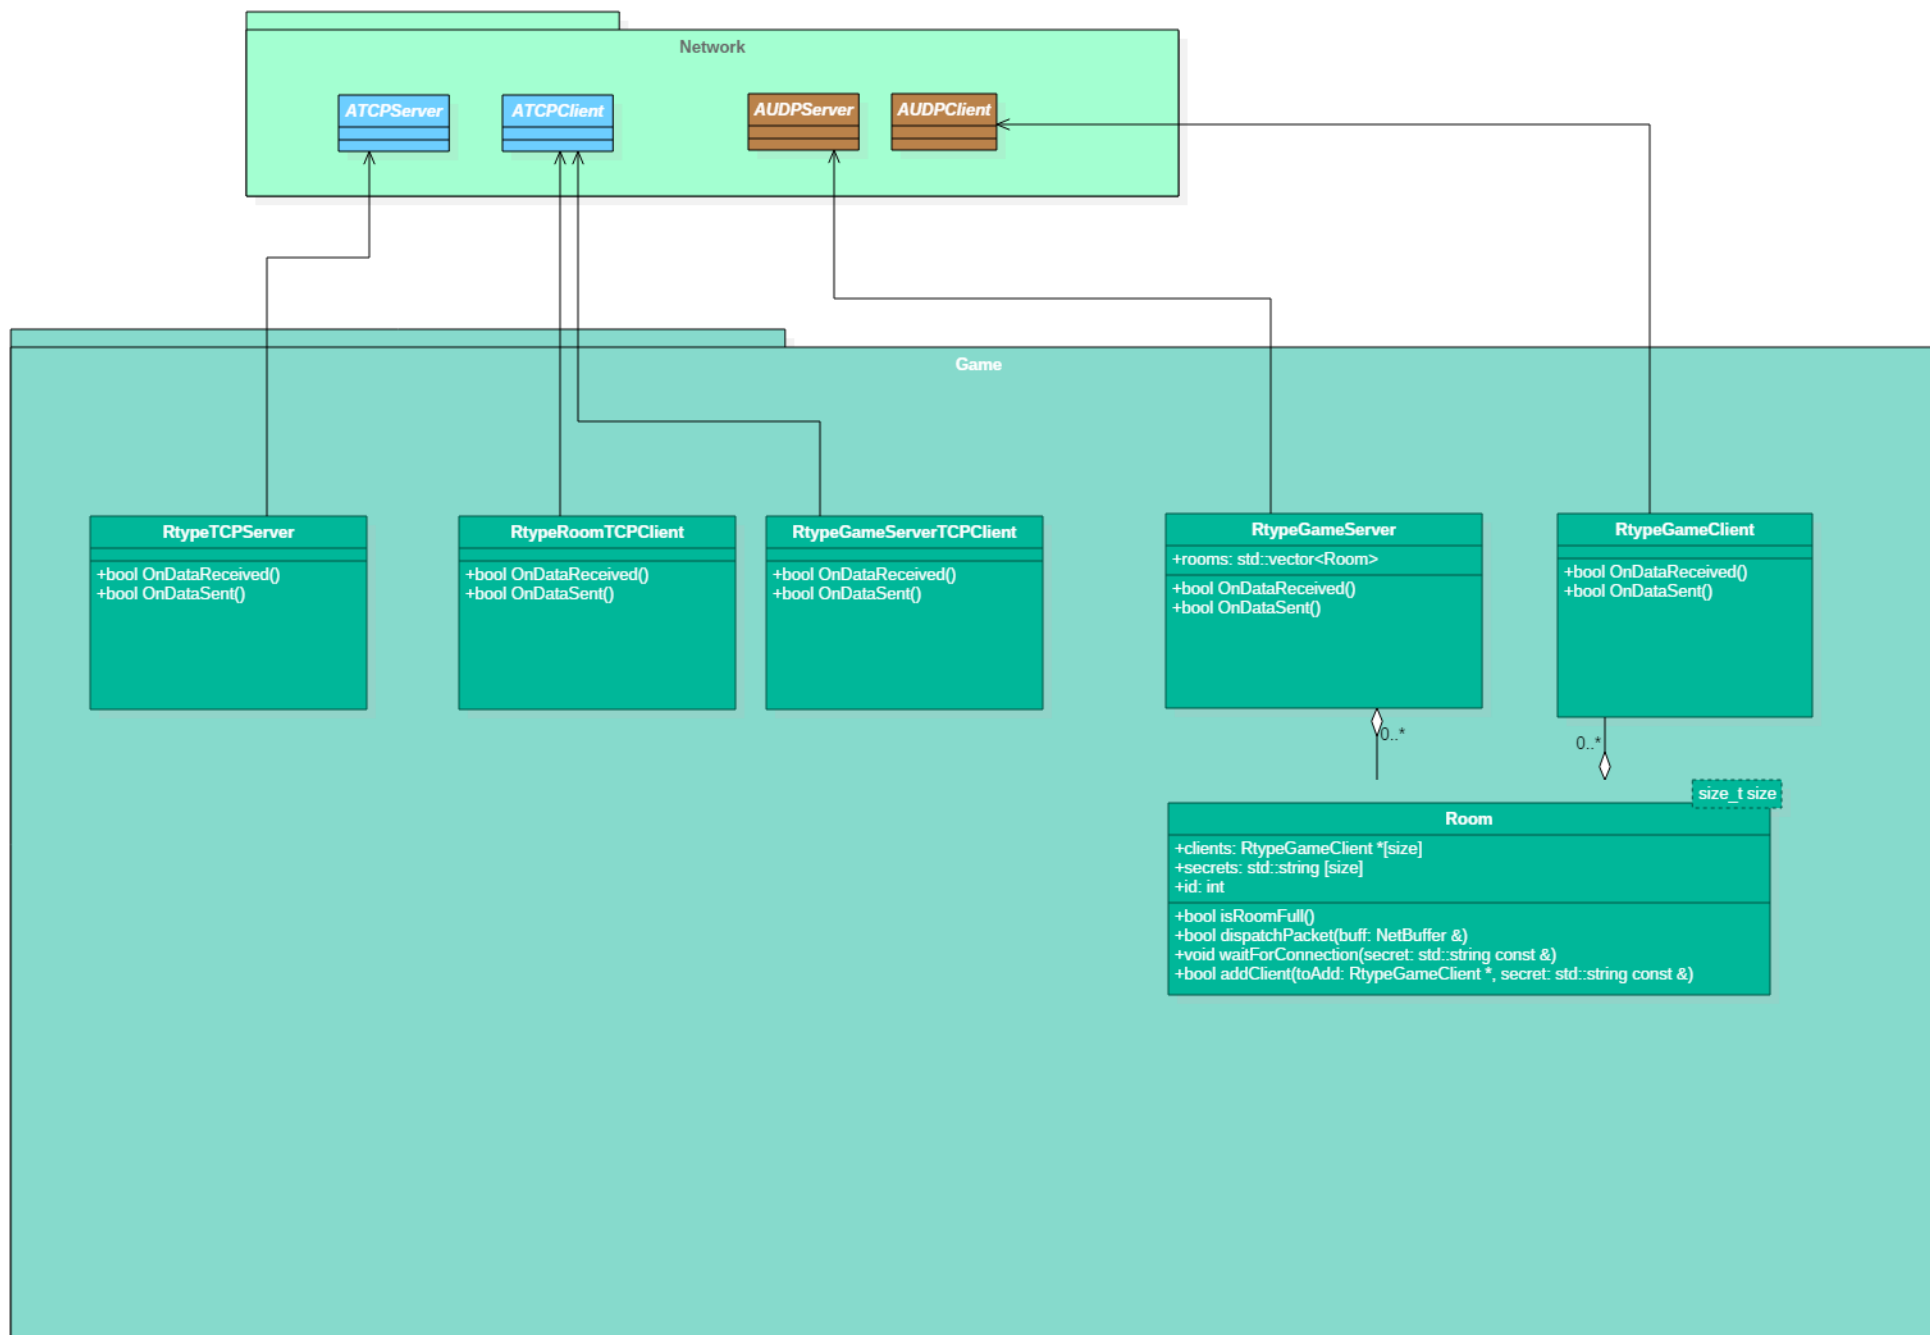 Network
ATCPServer
ATCPClient
AUDPServer
AUDPClient
Game
RtypeTCPServer
+bool OnDataReceived()
+bool OnDataSent()
RtypeRoomTCPClient
+bool OnDataReceived()
+bool OnDataSent()
RtypeGameServerTCPClient
+bool OnDataReceived()
+bool OnDataSent()
RtypeGameServer
+rooms: std::vector<Room>
+bool OnDataReceived()
+bool OnDataSent()
RtypeGameClient
+bool OnDataReceived()
+bool OnDataSent()
0..*
0..*
size_t size
Room
+clients: RtypeGameClient *[size]
+secrets: std::string [size]
+id: int
+bool isRoomFull()
+bool dispatchPacket(buff: NetBuffer &)
+void waitForConnection(secret: std::string const &)
+bool addClient(toAdd: RtypeGameClient *, secret: std::string const &)